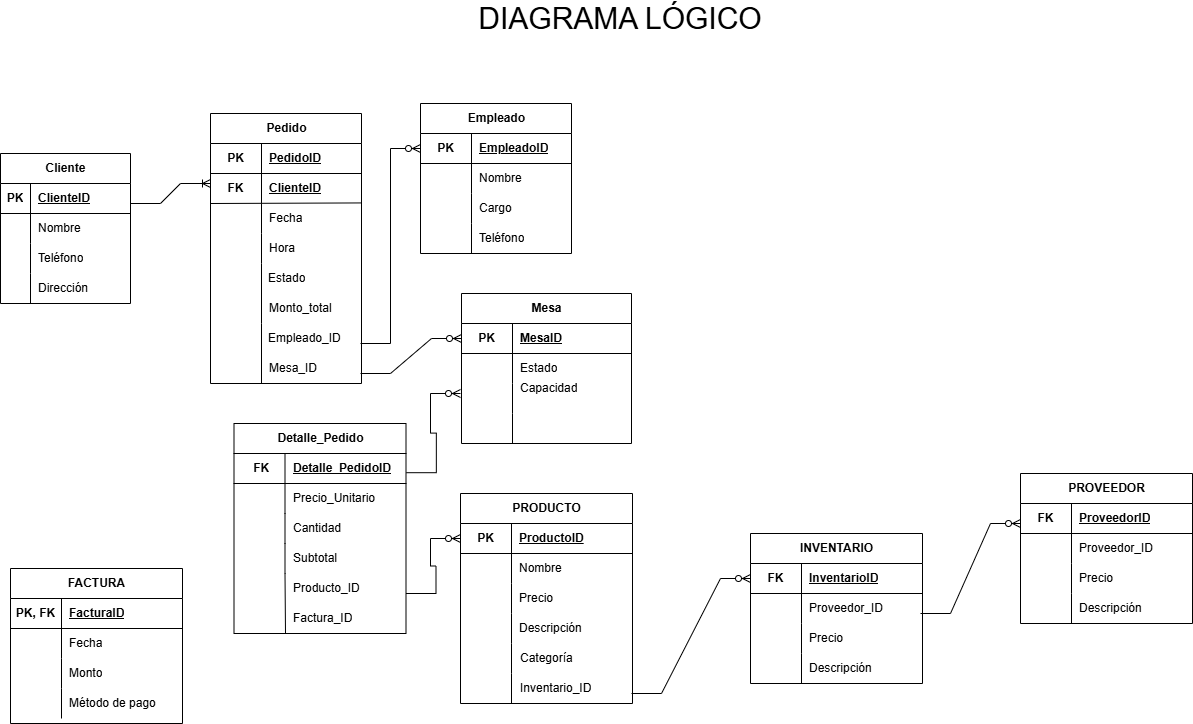 DIAGRAMA LÓGICO
Cliente
PK ClienteID
Nombre
Teléfono
Dirección
Pedido
PK PedidoID
FK ClienteID
Fecha
Hora
Estado
Monto_total
Empleado_ID
Mesa_ID
Empleado
PK EmpleadoID
Nombre
Cargo
Teléfono
Mesa
PK MesaID
Estado
Capacidad
Detalle_Pedido
FK Detalle_PedidoID
Precio_Unitario
Cantidad
Subtotal
Producto_ID
Factura_ID
FACTURA
PK, FK FacturaID
Fecha
Monto
Método de pago
PRODUCTO
PK ProductoID
Nombre
Precio
Descripción
Categoría
Inventario_ID
INVENTARIO
FK InventarioID
Proveedor_ID
Precio
Descripción
PROVEEDOR
FK ProveedorID
Proveedor_ID
Precio
Descripción